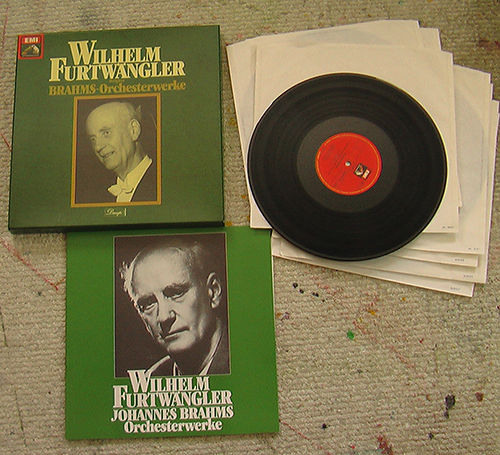 EMI
WILHELM
FURTWÄNGLER
BRAHMS-Orchesterwerke
WILHELM
FURTWÄNGLER
JOHANNES BRAHMS
Orchesterwerke